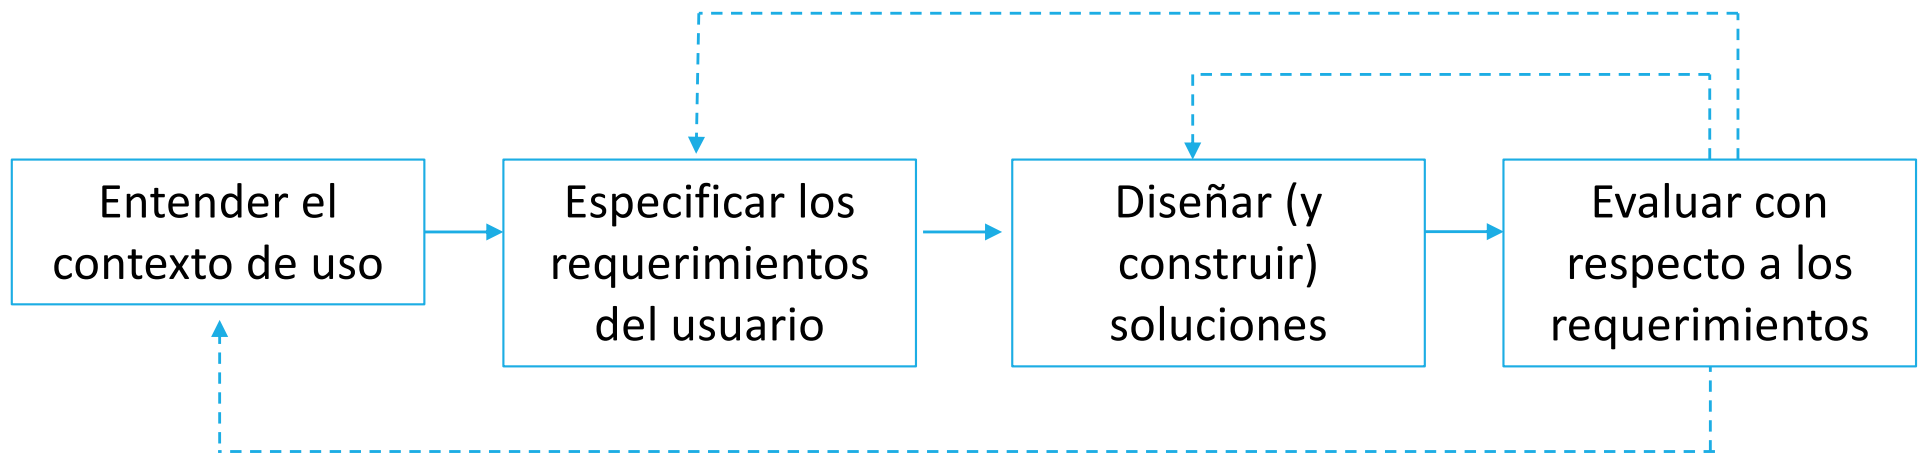 Entender el
contexto de uso
Especificar los
requerimientos
del usuario
Diseñar (y
construir)
soluciones
Evaluar con
respecto a los
requerimientos